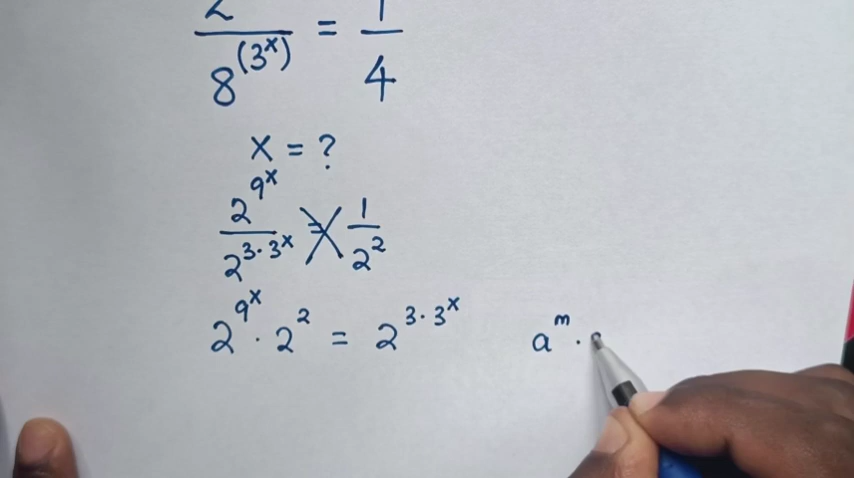 2 / 8^(3^x) = 1 / 4
x = ?
2^9^x / 2^3·3^x = 1 / 2^2
2^9^x · 2^2 = 2^3·3^x a^m ·